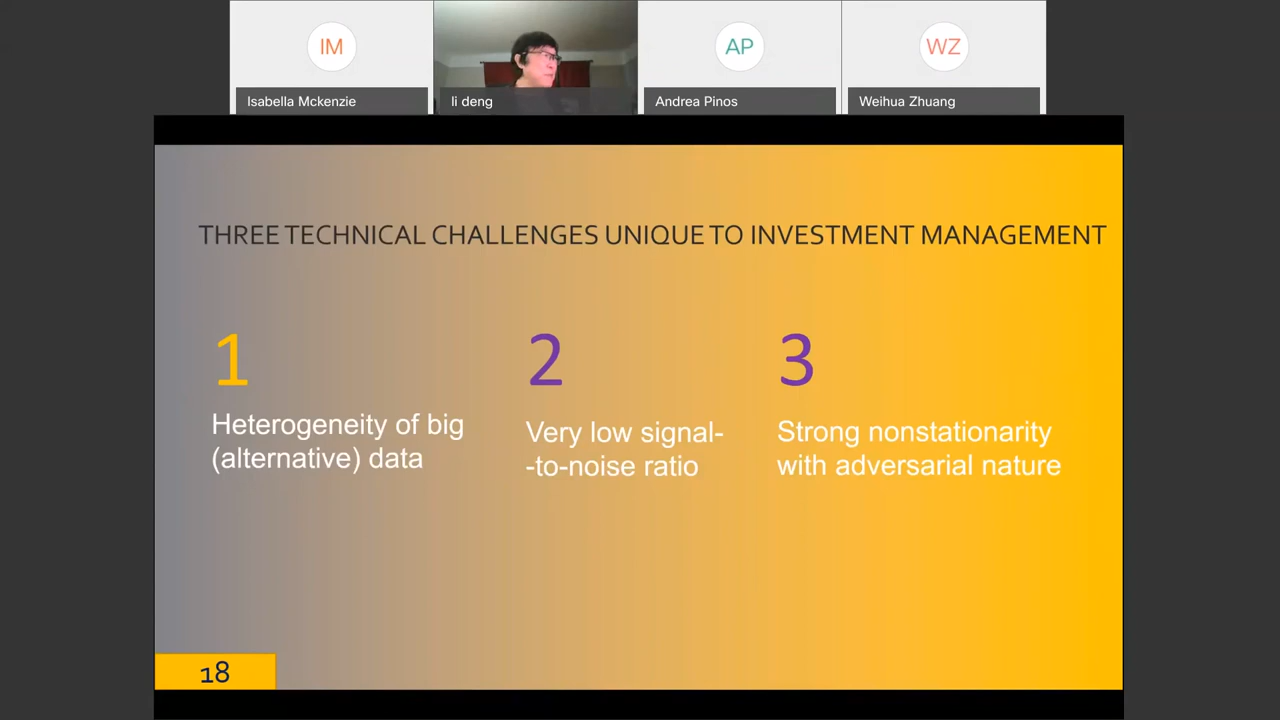 IM
AP
WZ
Isabella Mckenzie
li deng
Andrea Pinos
Weihua Zhuang
THREE TECHNICAL CHALLENGES UNIQUE TO INVESTMENT MANAGEMENT
1
Heterogeneity of big
(alternative) data
2
Very low signal-
-to-noise ratio
3
Strong nonstationarity
with adversarial nature
18